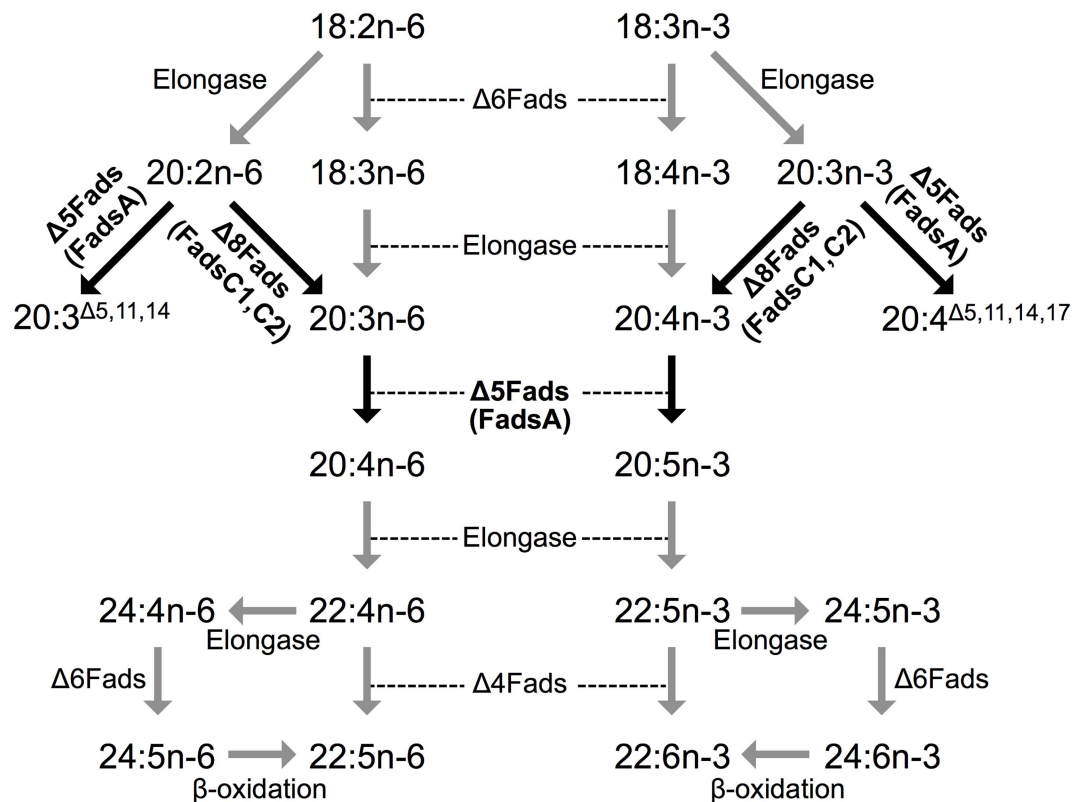 18:2n-6 18:3n-3
Elongase Δ6Fads Elongase
20:2n-6 18:3n-6 18:4n-3 20:3n-3
Δ5Fads
(FadsA)
Δ8Fads
(FadsC1,C2)
Elongase
Δ8Fads
(FadsC1,C2)
Δ5Fads
(FadsA)
20:3Δ5,11,14 20:3n-6 20:4n-3 20:4Δ5,11,14,17
Δ5Fads
(FadsA)
20:4n-6 20:5n-3
Elongase
24:4n-6 22:4n-6 22:5n-3 24:5n-3
Elongase Elongase
Δ6Fads Δ4Fads Δ6Fads
24:5n-6 22:5n-6 22:6n-3 24:6n-3
β-oxidation β-oxidation